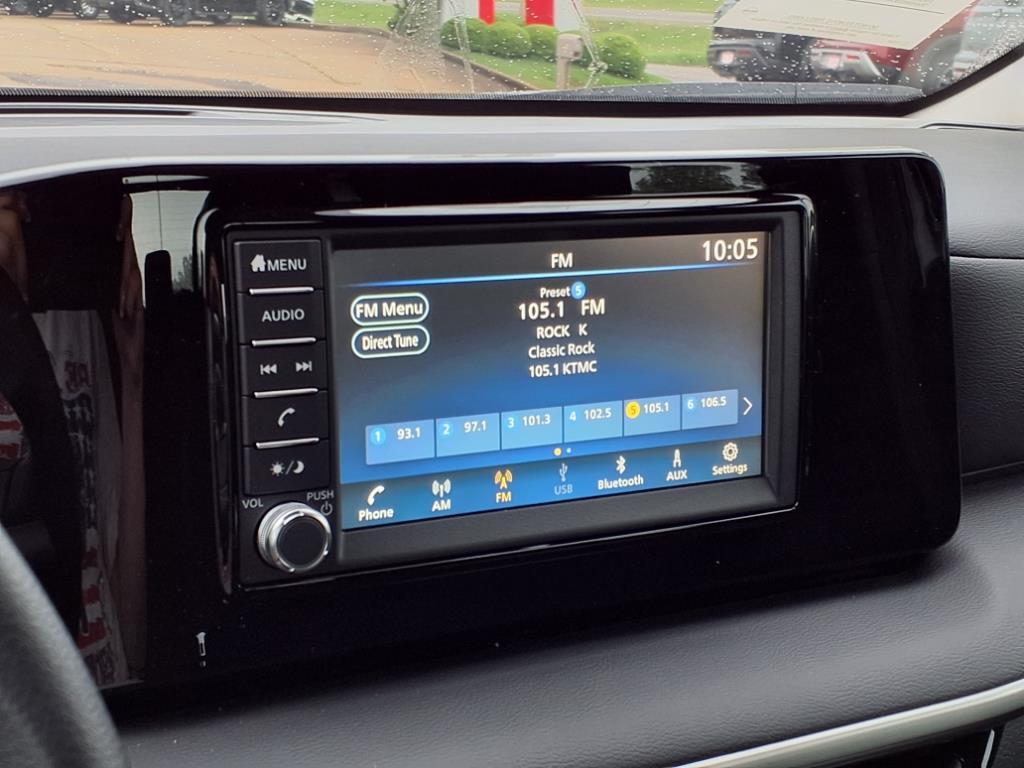 MENU
AUDIO
VOL
PUSH
FM
10:05
FM Menu
Direct Tune
Preset 5
105.1 FM
ROCK K
Classic Rock
105.1 KTMC
1 93.1
2 97.1
3 101.3
4 102.5
5 105.1
6 106.5
Phone
AM
FM
USB
Bluetooth
AUX
Settings